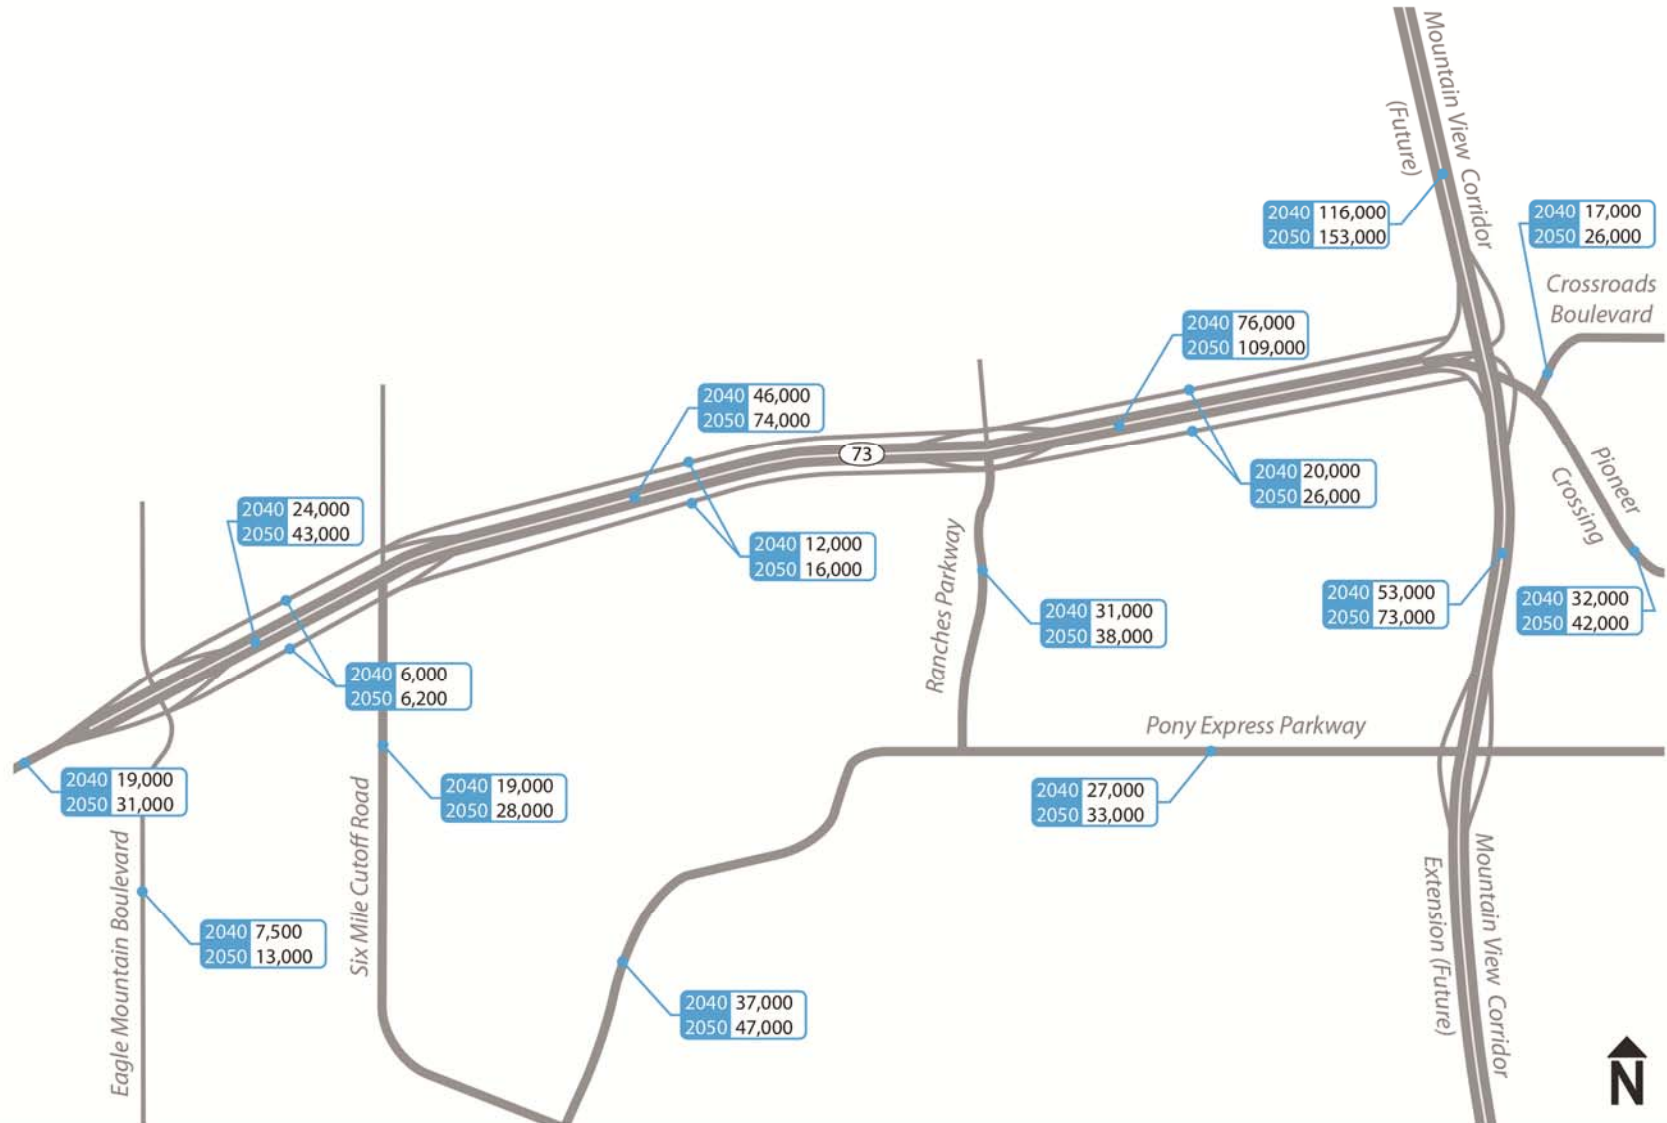 Mountain View Corridor
(Future)
2040 116,000
2050 153,000
2040 17,000
2050 26,000
Crossroads
Boulevard
2040 76,000
2050 109,000
2040 46,000
2050 74,000
73
2040 20,000
2050 26,000
Pioneer
Crossing
2040 24,000
2050 43,000
2040 12,000
2050 16,000
Ranches Parkway
2040 31,000
2050 38,000
2040 53,000
2050 73,000
2040 32,000
2050 42,000
2040 6,000
2050 6,200
Pony Express Parkway
2040 19,000
2050 31,000
2040 19,000
2050 28,000
2040 27,000
2050 33,000
Eagle Mountain Boulevard
Six Mile Cutoff Road
Mountain View Corridor
Extension (Future)
2040 7,500
2050 13,000
2040 37,000
2050 47,000
N